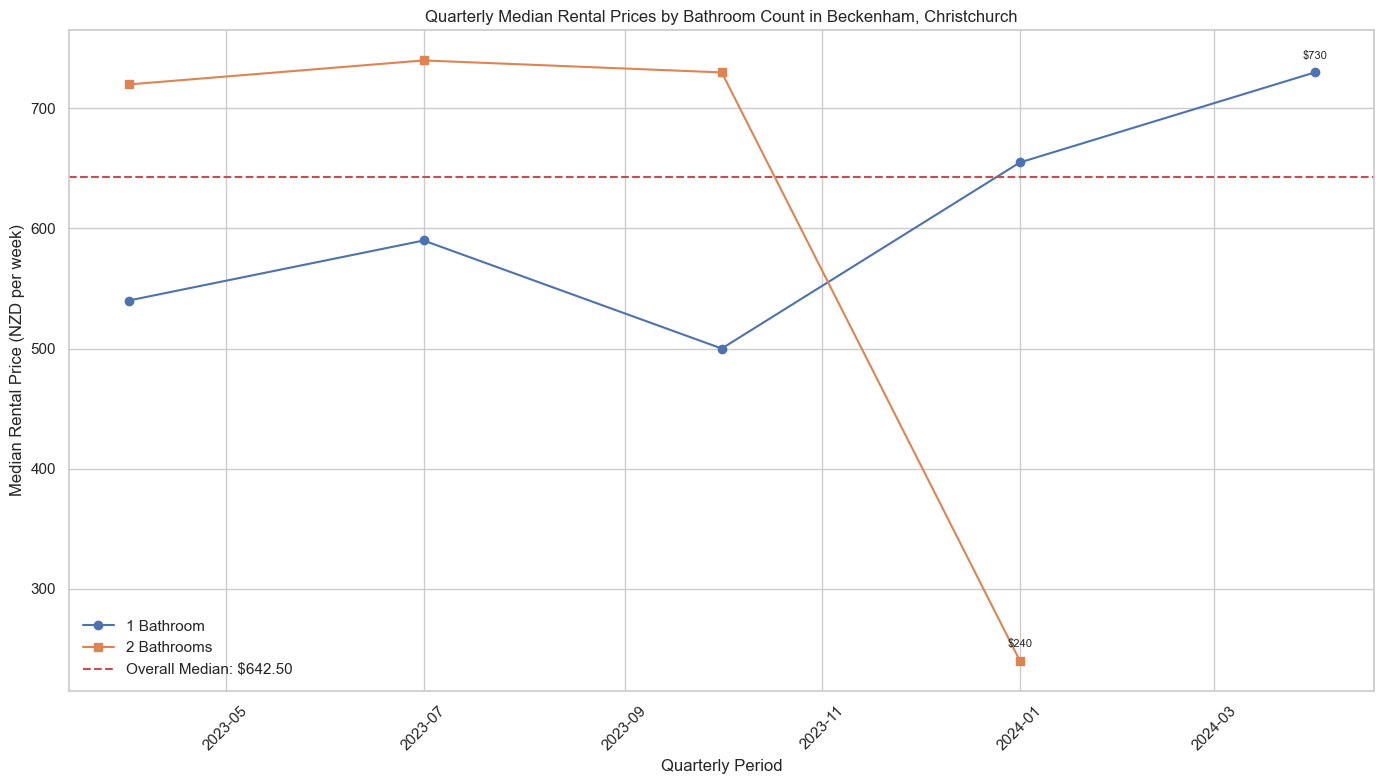 Quarterly Median Rental Prices by Bathroom Count in Beckenham, Christchurch
$730
700
600
500
400
300
Median Rental Price (NZD per week)
$240
1 Bathroom
2 Bathrooms
Overall Median: $642.50
2023-05
2023-07
2023-09
2023-11
2024-01
2024-03
Quarterly Period